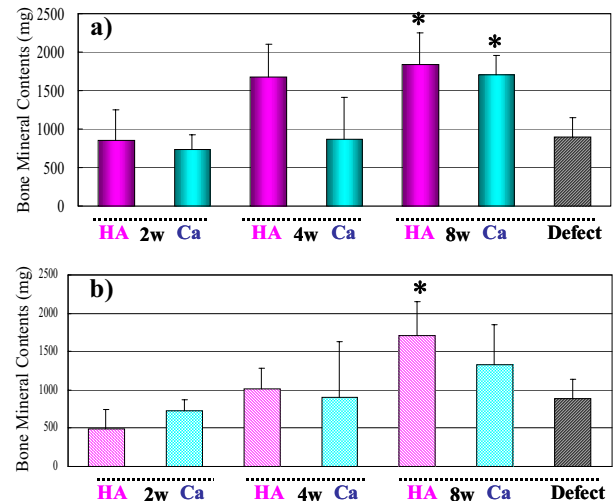 a)
Bone Mineral Contents (mg)
2500
2000
1500
1000
500
0
* *
HA 2w Ca HA 4w Ca HA 8w Ca Defect
b)
Bone Mineral Contents (mg)
2500
2000
1500
1000
500
0
*
HA 2w Ca HA 4w Ca HA 8w Ca Defect